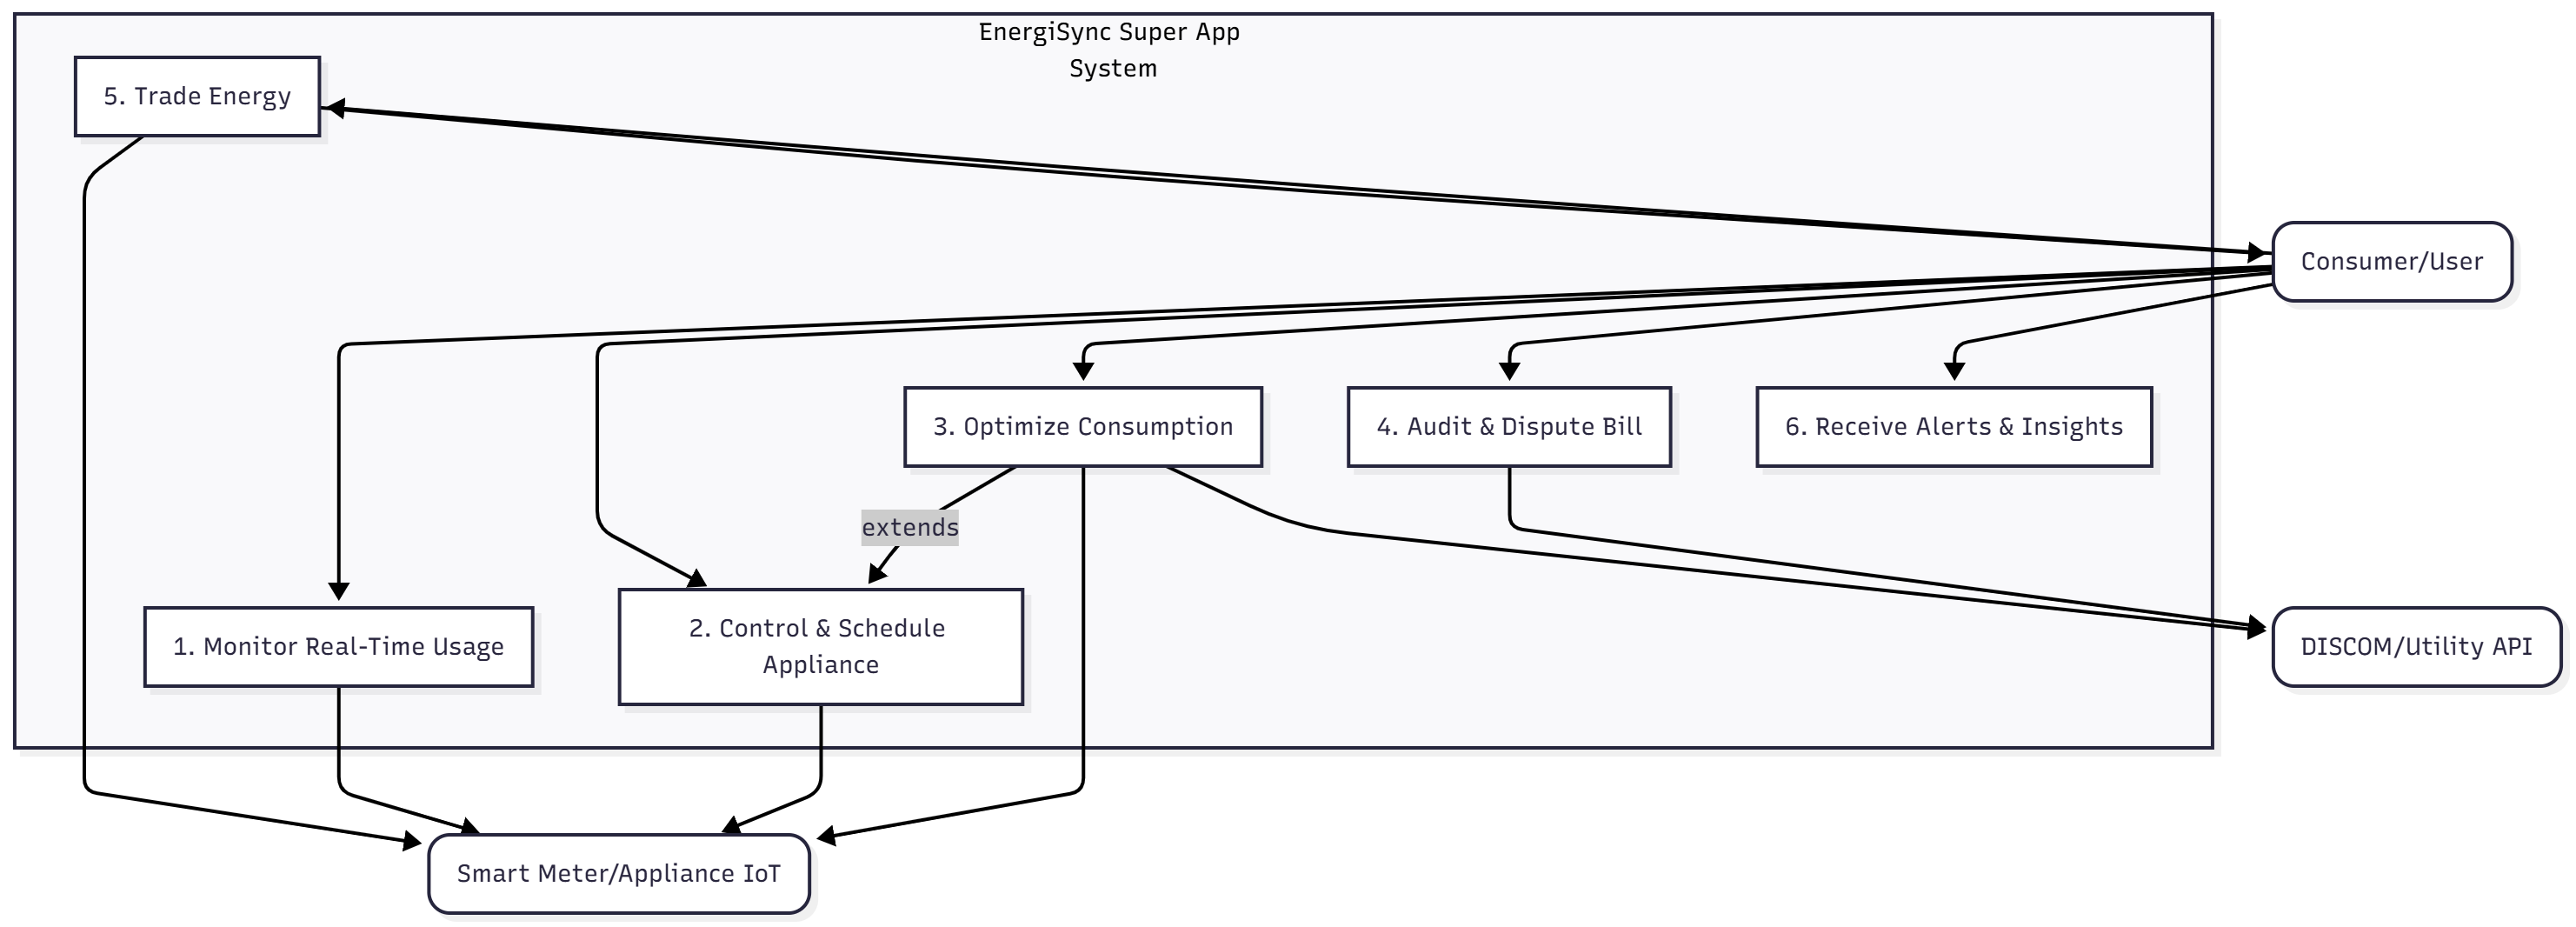 EnergiSync Super App
System
5. Trade Energy
Consumer/User
3. Optimize Consumption
4. Audit & Dispute Bill
6. Receive Alerts & Insights
extends
1. Monitor Real-Time Usage
2. Control & Schedule
Appliance
DISCOM/Utility API
Smart Meter/Appliance IoT